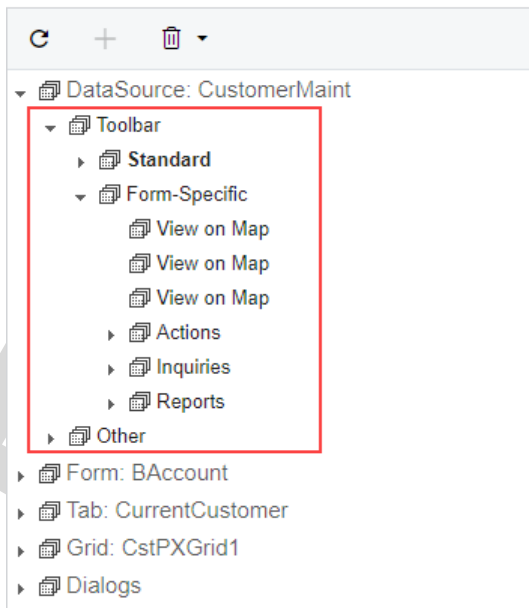 DataSource: CustomerMaint
Toolbar
Standard
Form-Specific
View on Map
View on Map
View on Map
Actions
Inquiries
Reports
Other
Form: BAccount
Tab: CurrentCustomer
Grid: CstPXGrid1
Dialogs